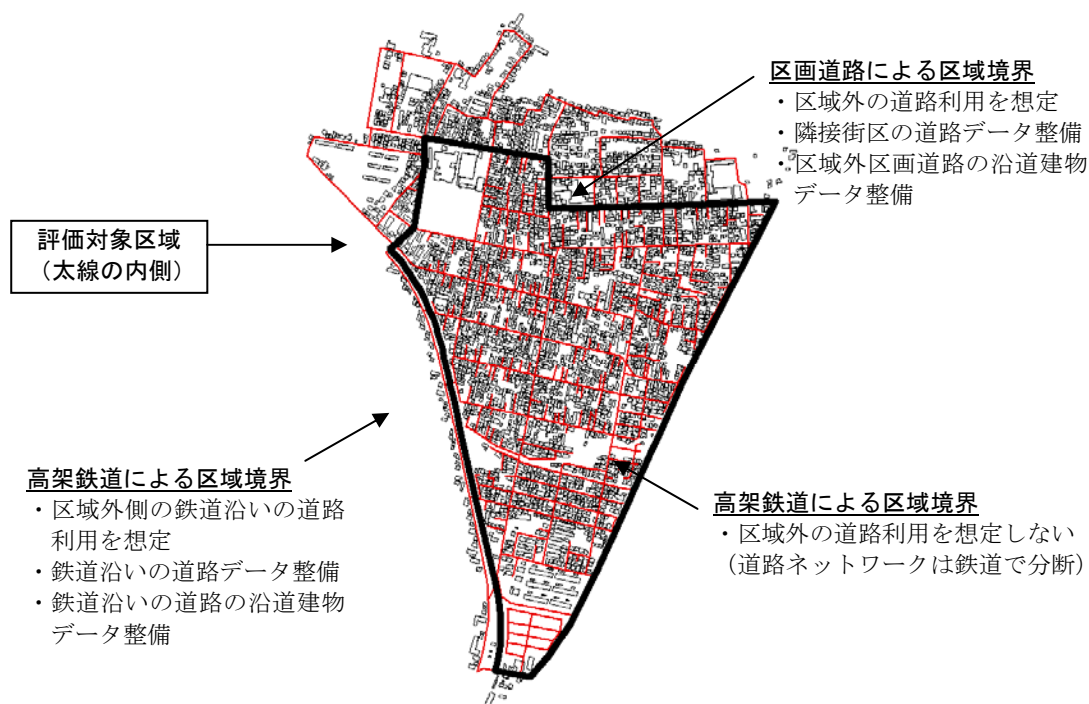 区画道路による区域境界
・区域外の道路利用を想定
・隣接街区の道路データ整備
・区域外区画道路の沿道建物
データ整備
評価対象区域
（太線の内側）
高架鉄道による区域境界
・区域外側の鉄道沿いの道路
利用を想定
・鉄道沿いの道路データ整備
・鉄道沿いの道路の沿道建物
データ整備
高架鉄道による区域境界
・区域外の道路利用を想定しない
（道路ネットワークは鉄道で分断）